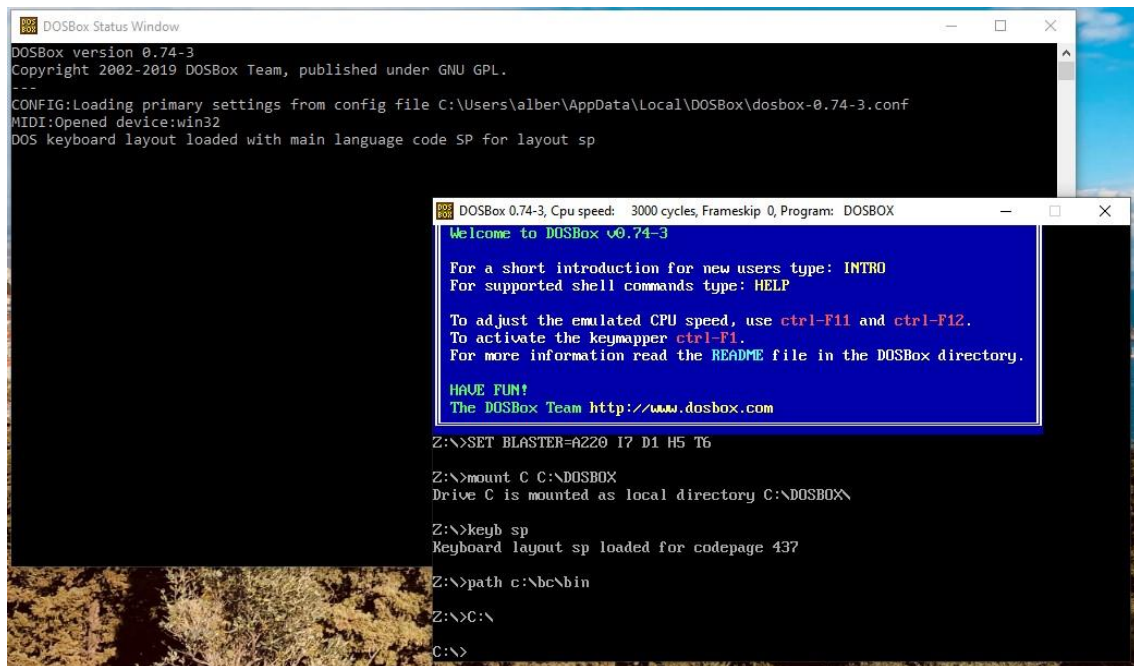 DOSBox Status Window
DOSBox version 0.74-3
Copyright 2002-2019 DOSBox Team, published under GNU GPL.
---
CONFIG:Loading primary settings from config file C:\Users\alber\AppData\Local\DOSBox\dosbox-0.74-3.conf
MIDI:Opened device:win32
DOS keyboard layout loaded with main language code SP for layout sp
DOSBox 0.74-3, Cpu speed: 3000 cycles, Frameskip 0, Program: DOSBOX
Welcome to DOSBox v0.74-3
For a short introduction for new users type: INTRO
For supported shell commands type: HELP
To adjust the emulated CPU speed, use ctrl-F11 and ctrl-F12.
To activate the keymapper ctrl-F1.
For more information read the README file in the DOSBox directory.
HAVE FUN!
The DOSBox Team http://www.dosbox.com
Z:\>SET BLASTER=A220 I7 D1 H5 T6
Z:\>mount C C:\DOSBOX
Drive C is mounted as local directory C:\DOSBOX\
Z:\>keyb sp
Keyboard layout sp loaded for codepage 437
Z:\>path c:\bc\bin
Z:\>C:\
C:\>